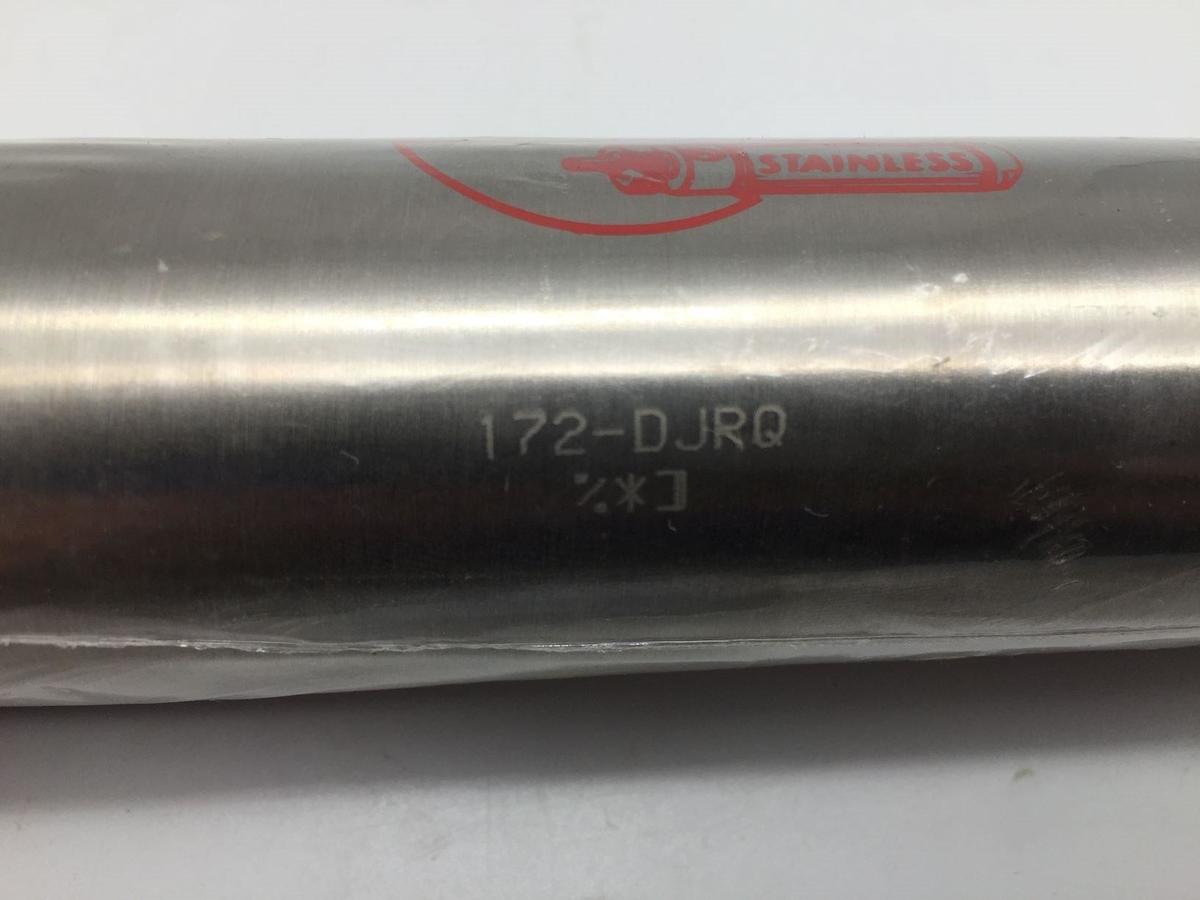 STAINLESS
172-DJRQ
%*]